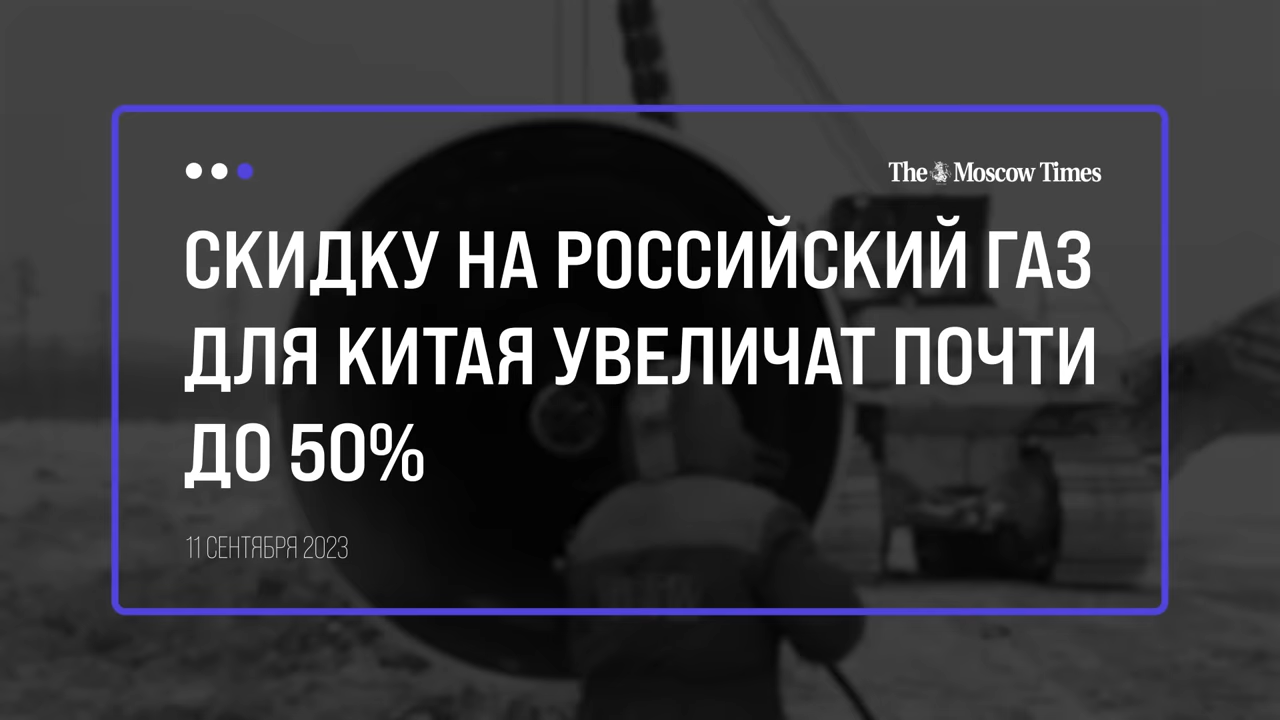 The Moscow Times
СКИДКУ НА РОССИЙСКИЙ ГАЗ
ДЛЯ КИТАЯ УВЕЛИЧАТ ПОЧТИ
ДО 50%
11 СЕНТЯБРЯ 2023